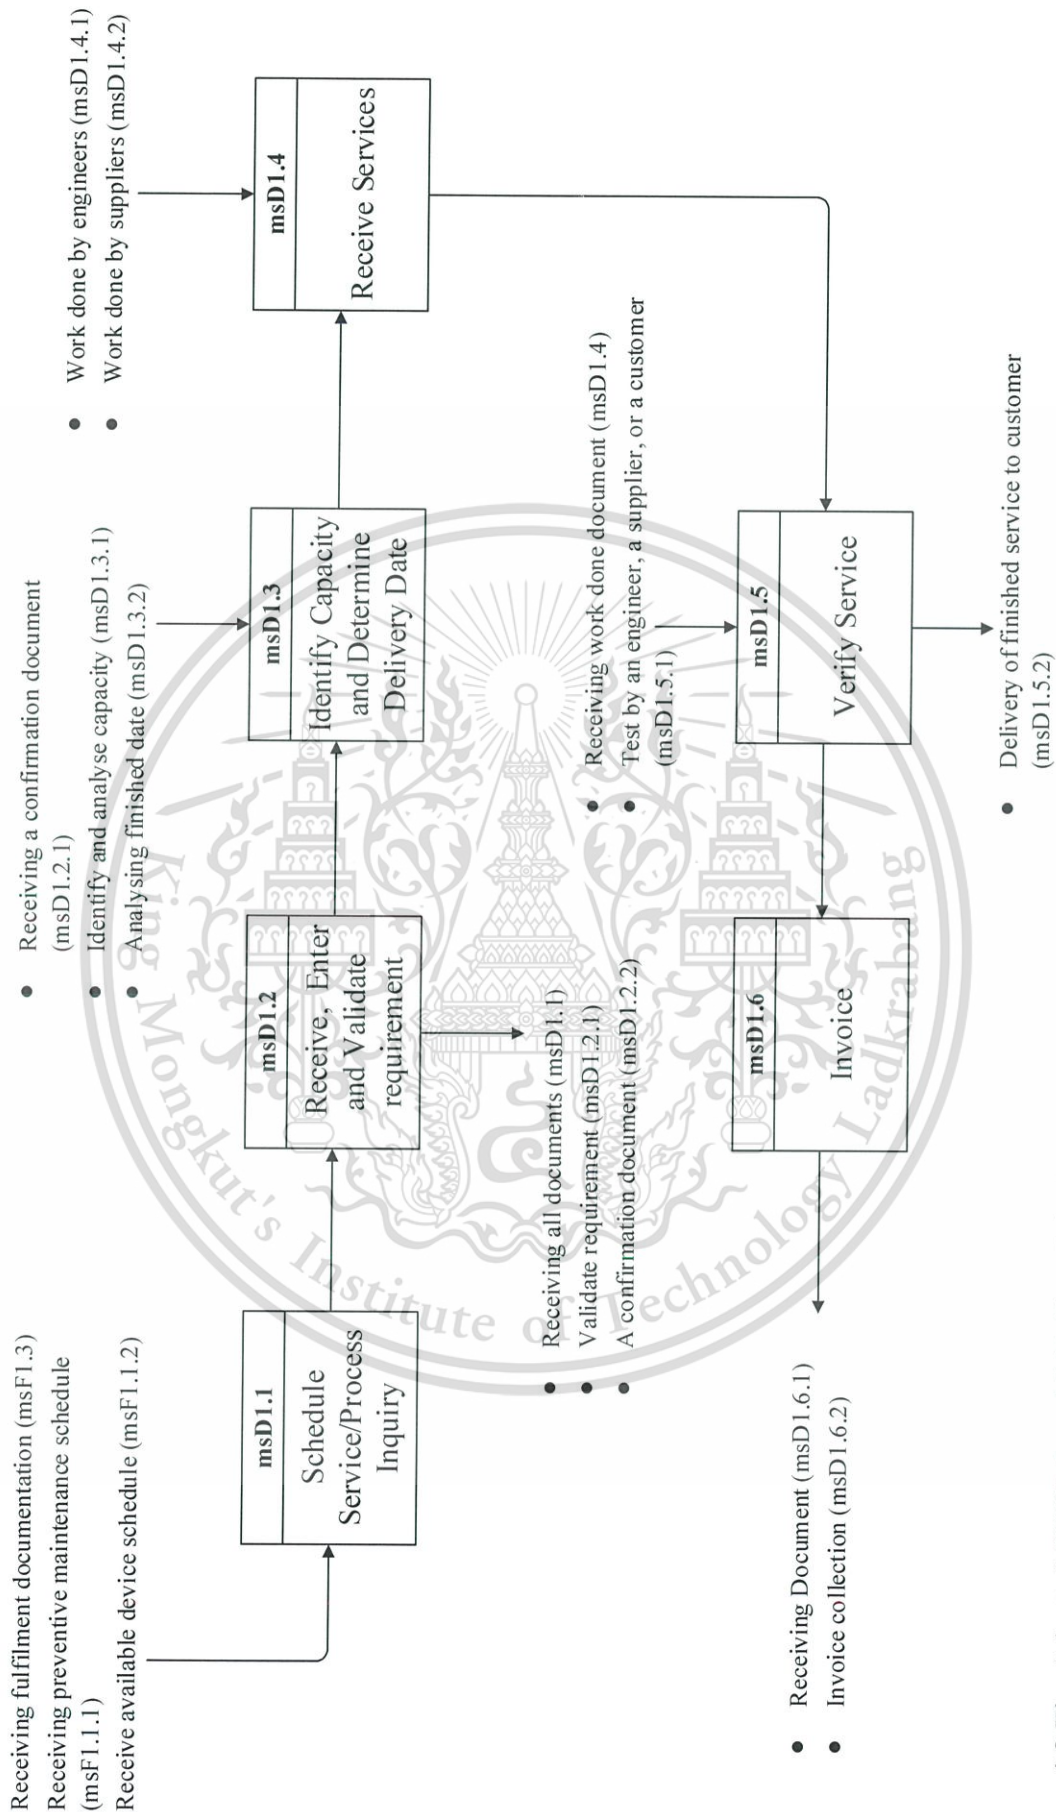 Receiving fulfilment documentation (msF1.3)
Receiving preventive maintenance schedule
(msF1.1.1)
Receive available device schedule (msF1.1.2)
msD1.1
Schedule
Service/Process
Inquiry
msD1.2
Receive, Enter
and Validate
requirement
● Receiving all documents (msD1.1)
● Validate requirement (msD1.2.1)
● A confirmation document (msD1.2.2)
● Receiving a confirmation document
(msD1.2.1)
● Identify and analyse capacity (msD1.3.1)
● Analysing finished date (msD1.3.2)
msD1.3
Identify Capacity
and Determine
Delivery Date
● Work done by engineers (msD1.4.1)
● Work done by suppliers (msD1.4.2)
msD1.4
Receive Services
● Receiving work done document (msD1.4)
● Test by an engineer, a supplier, or a customer
(msD1.5.1)
msD1.5
Verify Service
● Delivery of finished service to customer
(msD1.5.2)
msD1.6
Invoice
● Receiving Document (msD1.6.1)
● Invoice collection (msD1.6.2)
King Mongkut's Institute of Technology Ladkrabang